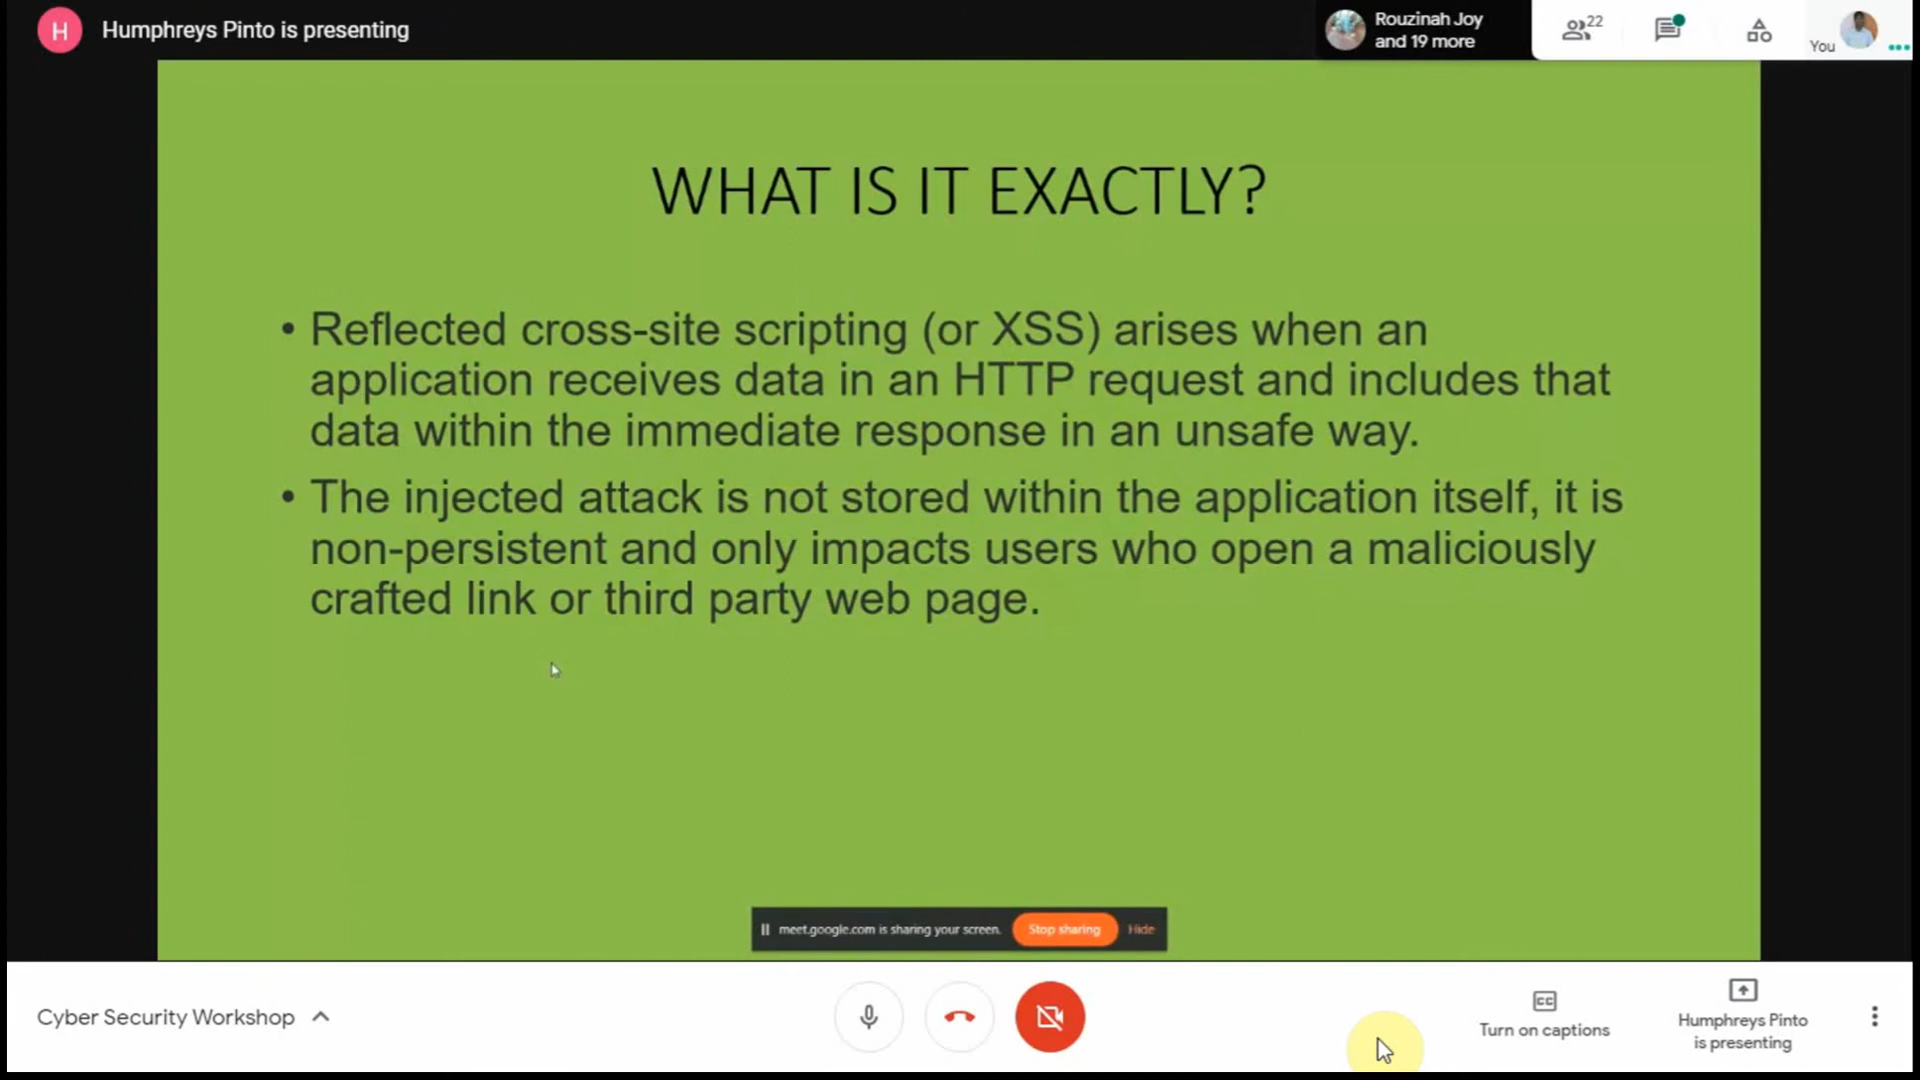 H
Humphreys Pinto is presenting
Rouzinah Joy
and 19 more
22
You
WHAT IS IT EXACTLY?
• Reflected cross-site scripting (or XSS) arises when an
application receives data in an HTTP request and includes that
data within the immediate response in an unsafe way.
• The injected attack is not stored within the application itself, it is
non-persistent and only impacts users who open a maliciously
crafted link or third party web page.
meet.google.com is sharing your screen. Stop sharing Hide
Cyber Security Workshop
CC
Turn on captions
Humphreys Pinto
is presenting